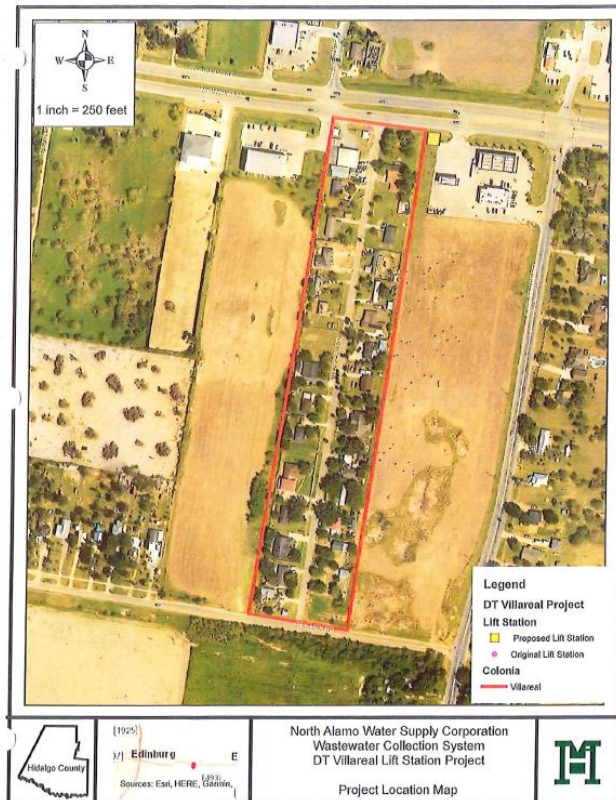 N
W E
S
1 inch = 250 feet
Legend
DT Villareal Project
Lift Station
Proposed Lift Station
Original Lift Station
Colonia
Villareal
Hidalgo County
[1925]
Edinburg E
Sources: Esri, HERE, Garmin,
North Alamo Water Supply Corporation
Wastewater Collection System
DT Villareal Lift Station Project
Project Location Map